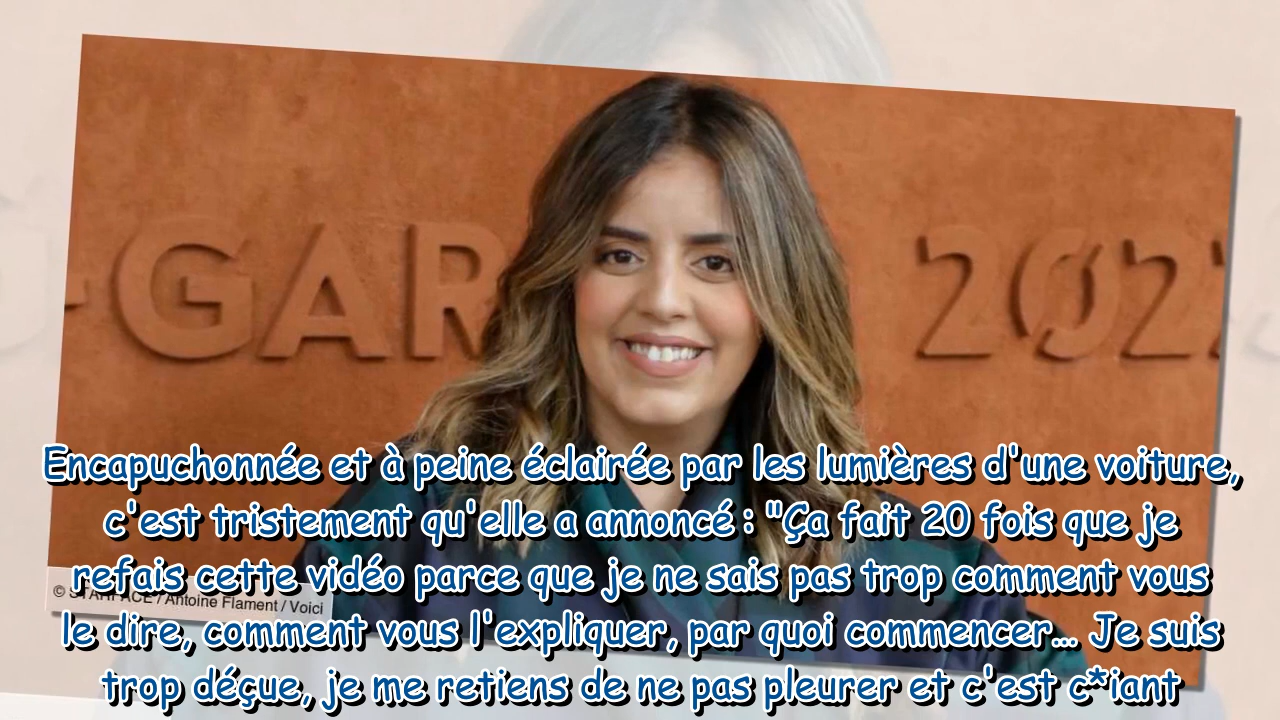 -GAR 202
Encapuchonnée et à peine éclairée par les lumières d'une voiture,
c'est tristement qu'elle a annoncé : "Ça fait 20 fois que je
refais cette vidéo parce que je ne sais pas trop comment vous
© STARFACE / Antoine Flament / Voici
le dire, comment vous l'expliquer, par quoi commencer... Je suis
trop déçue, je me retiens de ne pas pleurer et c'est c*iant